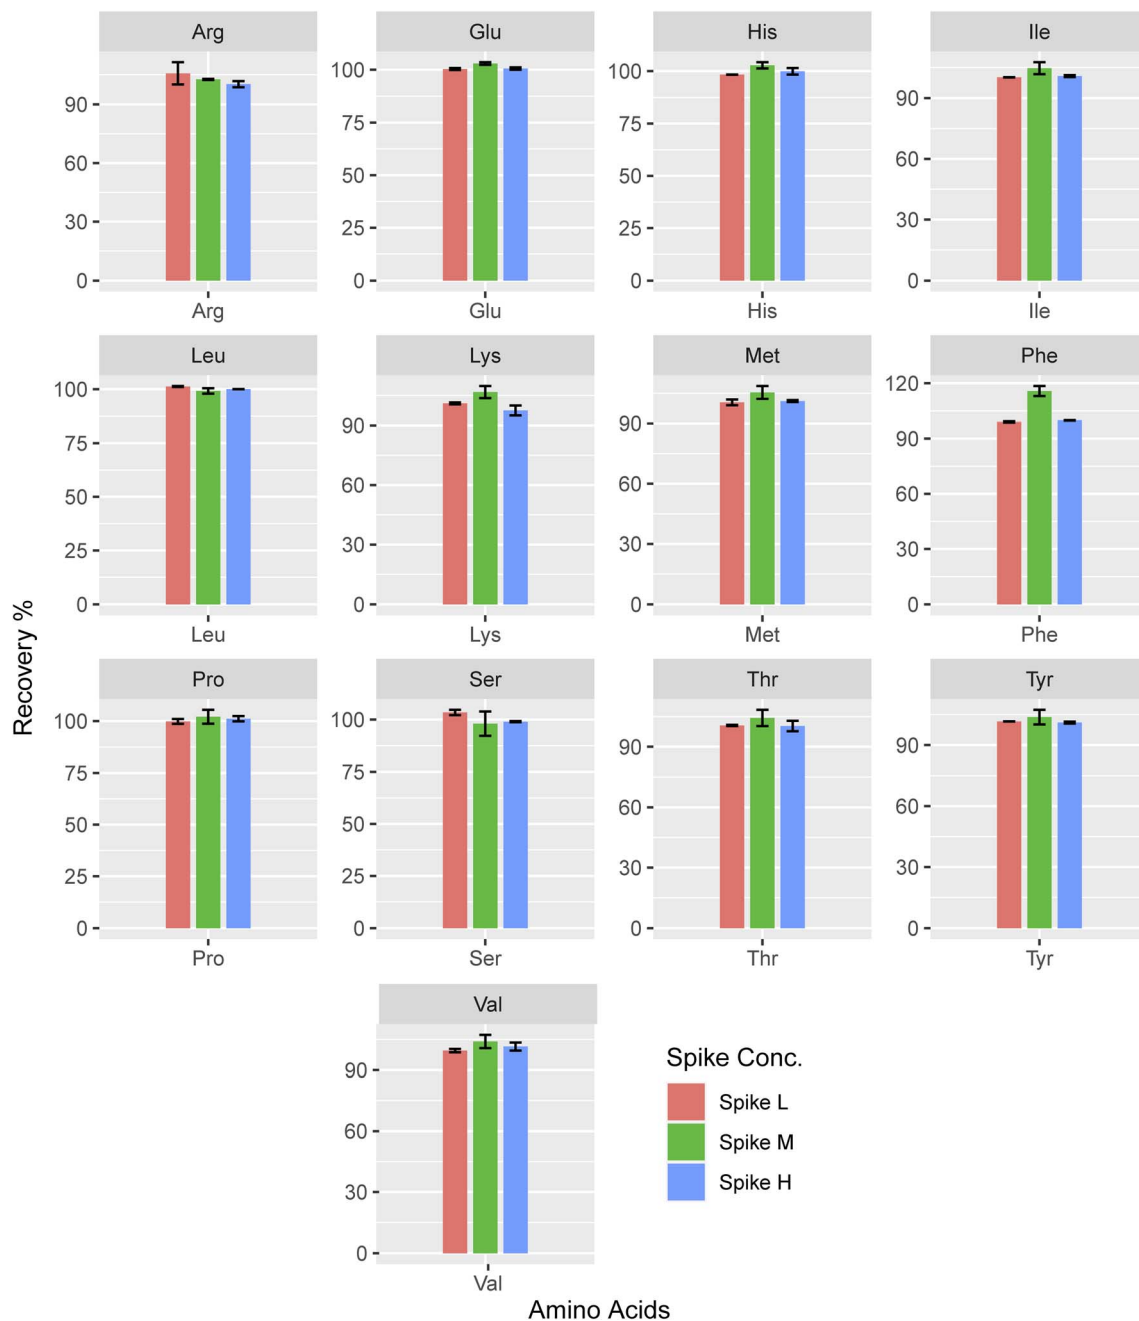 Arg
Glu
His
Ile
90
60
30
0
100
75
50
25
0
100
75
50
25
0
90
60
30
0
Arg
Glu
His
Ile
Leu
Lys
Met
Phe
100
75
50
25
0
90
60
30
0
90
60
30
0
120
90
60
30
0
Leu
Lys
Met
Phe
Recovery %
Pro
Ser
Thr
Tyr
100
75
50
25
0
100
75
50
25
0
90
60
30
0
90
60
30
0
Pro
Ser
Thr
Tyr
Val
90
60
30
0
Val
Spike Conc.
Spike L
Spike M
Spike H
Amino Acids